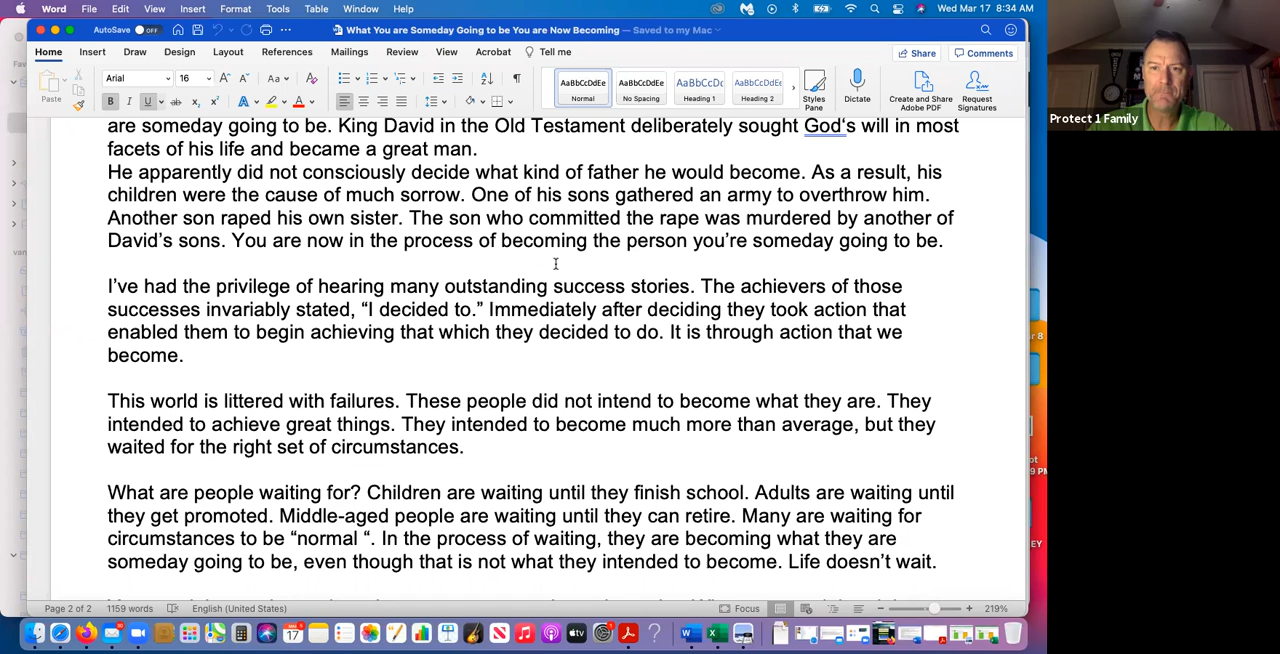 Word File Edit View Insert Format Tools Table Window Help Wed Mar 17 8:34 AM
AutoSave OFF What You are Someday Going to be You are Now Becoming — Saved to my Mac
Home Insert Draw Design Layout References Mailings Review View Acrobat Tell me Share Comments
Paste Arial 16 AaBbCcDdEe Normal AaBbCcDdEe No Spacing AaBbCcDc Heading 1 AaBbCcDdEe Heading 2 Styles Pane Dictate Create and Share Adobe PDF Request Signatures
Protect 1 Family
are someday going to be. King David in the Old Testament deliberately sought God‘s will in most
facets of his life and became a great man.
He apparently did not consciously decide what kind of father he would become. As a result, his
children were the cause of much sorrow. One of his sons gathered an army to overthrow him.
Another son raped his own sister. The son who committed the rape was murdered by another of
David’s sons. You are now in the process of becoming the person you’re someday going to be.
I’ve had the privilege of hearing many outstanding success stories. The achievers of those
successes invariably stated, “I decided to.” Immediately after deciding they took action that
enabled them to begin achieving that which they decided to do. It is through action that we
become.
This world is littered with failures. These people did not intend to become what they are. They
intended to achieve great things. They intended to become much more than average, but they
waited for the right set of circumstances.
What are people waiting for? Children are waiting until they finish school. Adults are waiting until
they get promoted. Middle-aged people are waiting until they can retire. Many are waiting for
circumstances to be “normal “. In the process of waiting, they are becoming what they are
someday going to be, even though that is not what they intended to become. Life doesn’t wait.
Page 2 of 2 1159 words English (United States) Focus 219%